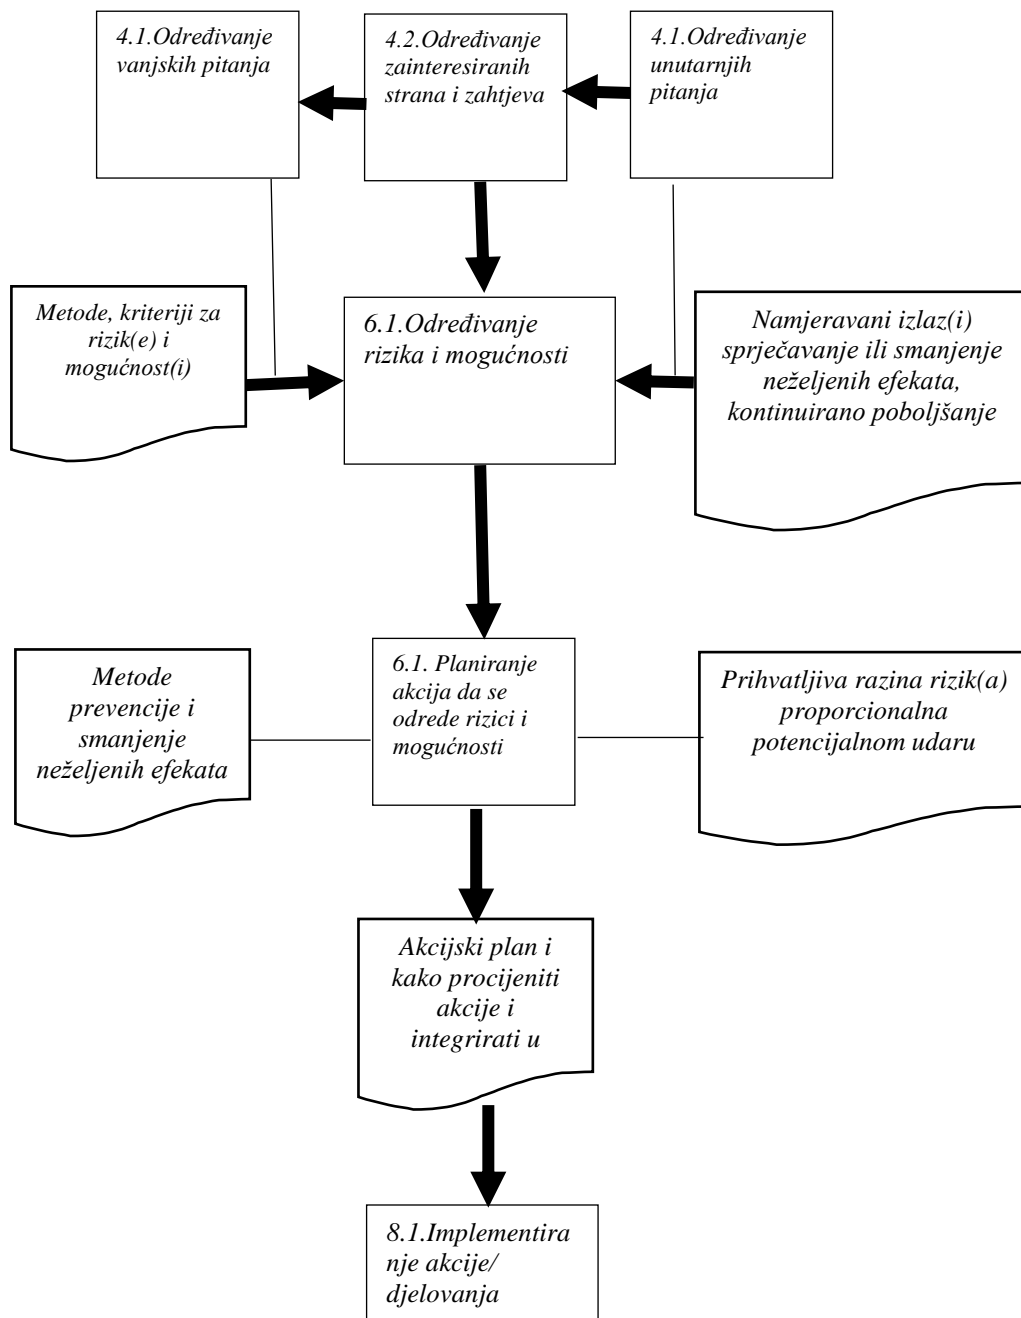 4.1.Određivanje
vanjskih pitanja
4.2.Određivanje
zainteresiranih
strana i zahtjeva
4.1.Određivanje
unutarnjih
pitanja
Metode, kriteriji za
rizik(e) i
mogućnost(i)
6.1.Određivanje
rizika i mogućnosti
Namjeravani izlaz(i)
sprječavanje ili smanjenje
neželjenih efekata,
kontinuirano poboljšanje
Metode
prevencije i
smanjenje
neželjenih efekata
6.1. Planiranje
akcija da se
odrede rizici i
mogućnosti
Prihvatljiva razina rizik(a)
proporcionalna
potencijalnom udaru
Akcijski plan i
kako procijeniti
akcije i
integrirati u
8.1.Implementira
nje akcije/
djelovanja